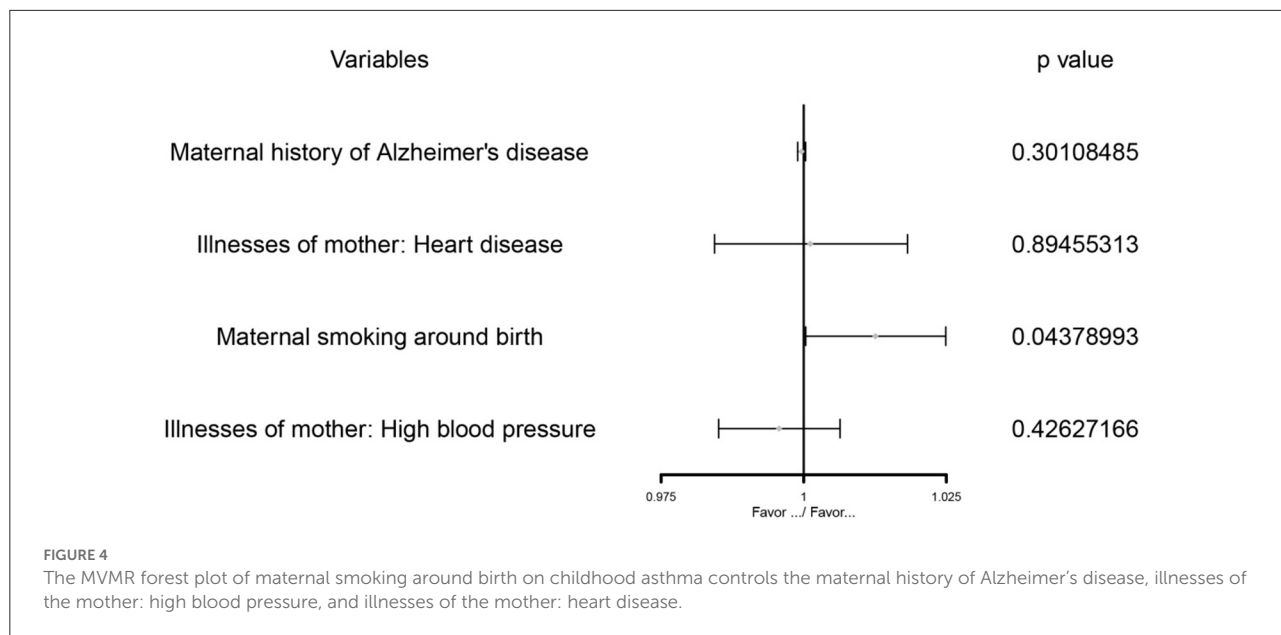 Variables p value
Maternal history of Alzheimer's disease 0.30108485
Illnesses of mother: Heart disease 0.89455313
Maternal smoking around birth 0.04378993
Illnesses of mother: High blood pressure 0.42627166
0.975 1 1.025
Favor .../ Favor...
FIGURE 4
The MVMR forest plot of maternal smoking around birth on childhood asthma controls the maternal history of Alzheimer's disease, illnesses of
the mother: high blood pressure, and illnesses of the mother: heart disease.